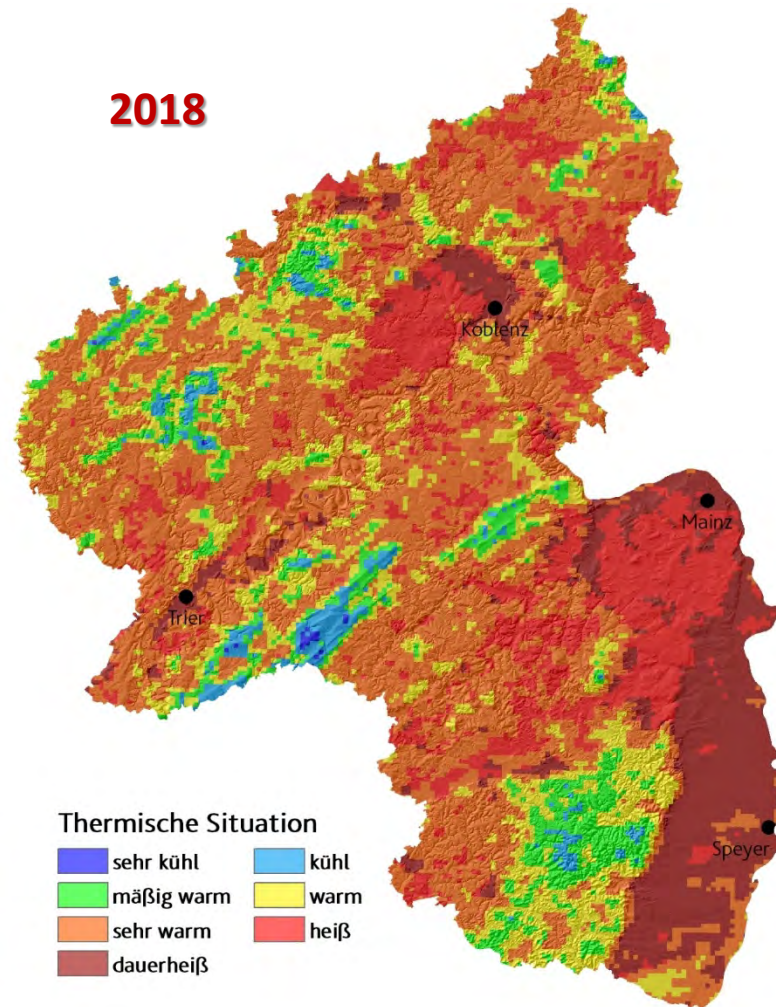 2018
Koblenz
Mainz
Trier
Speyer
Thermische Situation
sehr kühl
kühl
mäßig warm
warm
sehr warm
heiß
dauerheiß